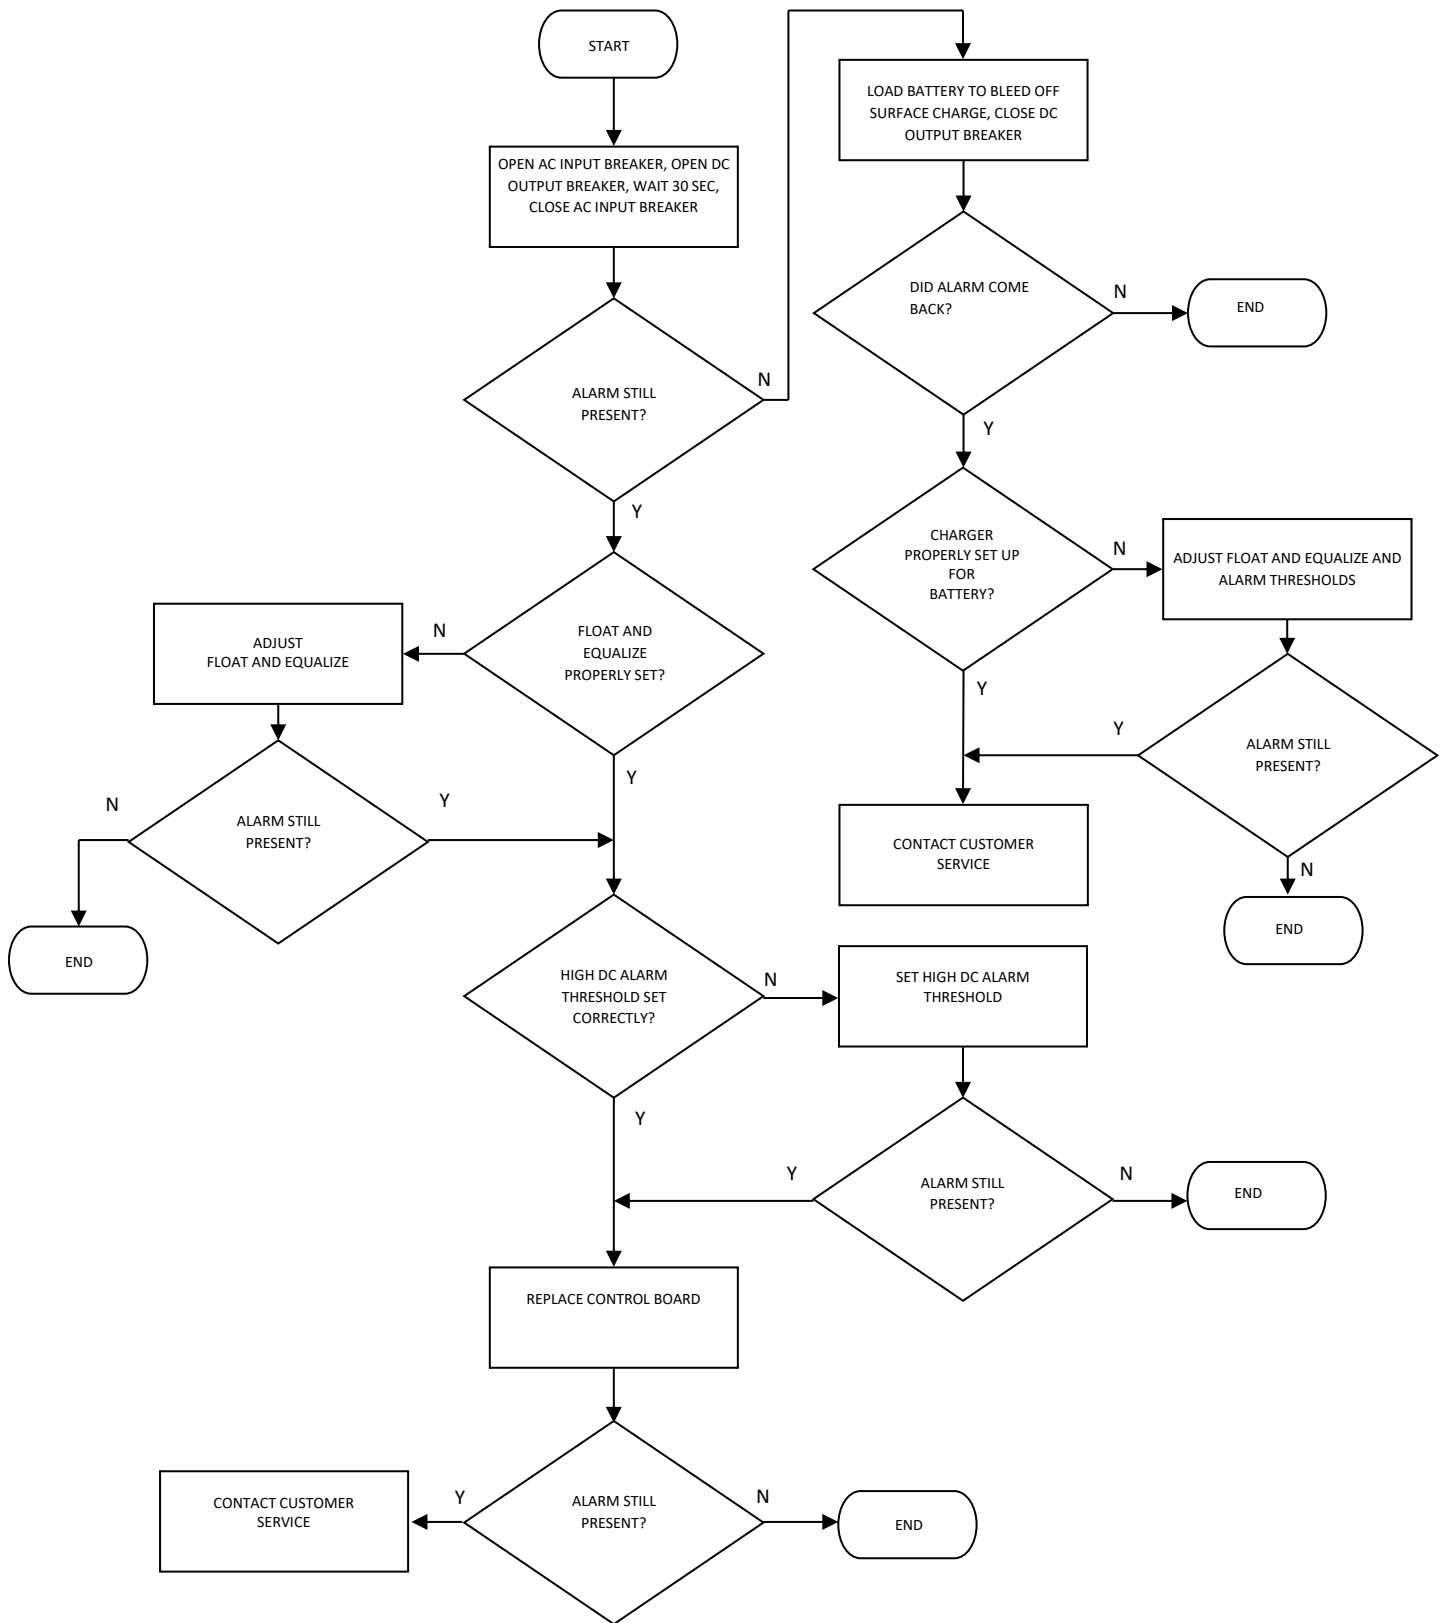 START
OPEN AC INPUT BREAKER, OPEN DC
OUTPUT BREAKER, WAIT 30 SEC,
CLOSE AC INPUT BREAKER
ALARM STILL
PRESENT?
N
Y
LOAD BATTERY TO BLEED OFF
SURFACE CHARGE, CLOSE DC
OUTPUT BREAKER
DID ALARM COME
BACK?
N
END
Y
CHARGER
PROPERLY SET UP
FOR
BATTERY?
N
ADJUST FLOAT AND EQUALIZE AND
ALARM THRESHOLDS
Y
ALARM STILL
PRESENT?
Y
N
END
CONTACT CUSTOMER
SERVICE
FLOAT AND
EQUALIZE
PROPERLY SET?
N
ADJUST
FLOAT AND EQUALIZE
Y
ALARM STILL
PRESENT?
N
Y
END
HIGH DC ALARM
THRESHOLD SET
CORRECTLY?
N
SET HIGH DC ALARM
THRESHOLD
Y
ALARM STILL
PRESENT?
Y
N
END
REPLACE CONTROL BOARD
ALARM STILL
PRESENT?
Y
N
CONTACT CUSTOMER
SERVICE
END